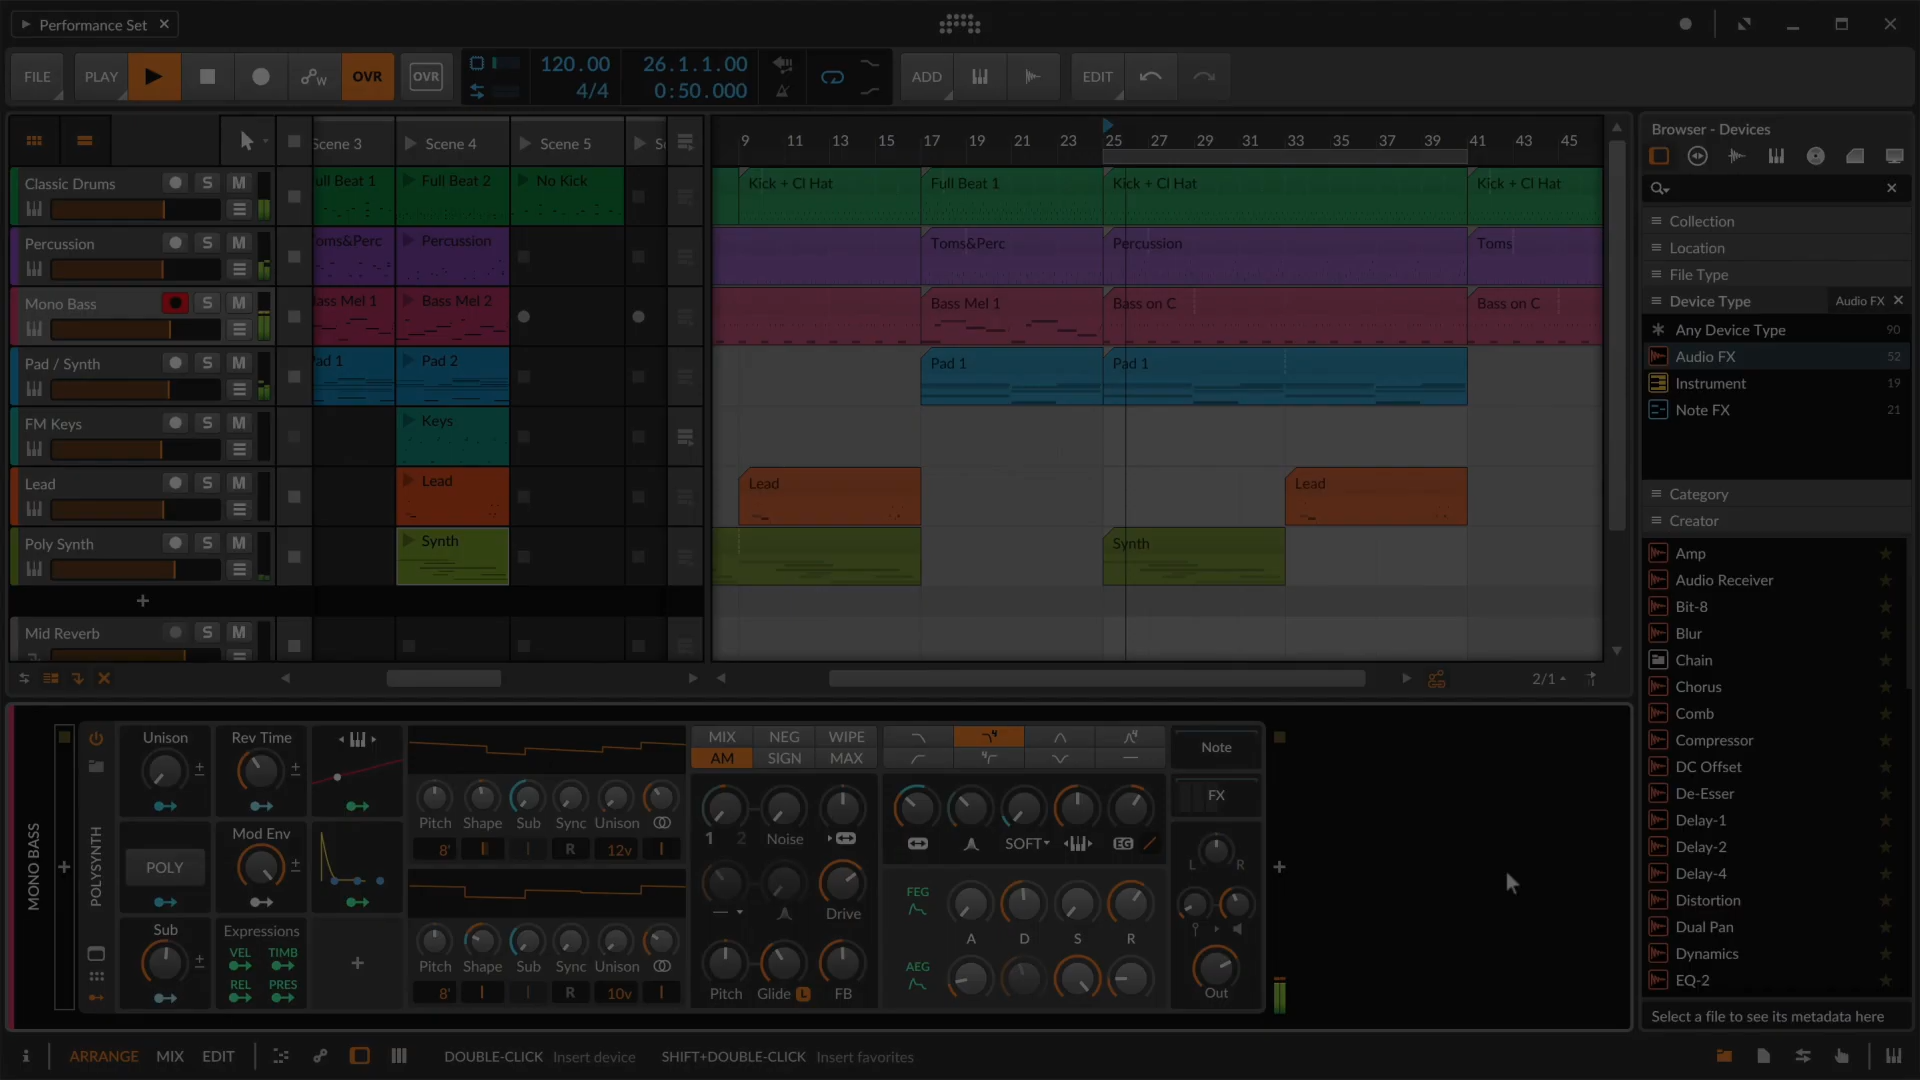 Performance Set
FILE PLAY OVR OVR 120.00 4/4 26.1.1.00 0:50.000 ADD EDIT
Scene 3 Scene 4 Scene 5
9 11 13 15 17 19 21 23 25 27 29 31 33 35 37 39 41 43 45
Classic Drums S M
ull Beat 1 Full Beat 2 No Kick
Kick + Cl Hat Full Beat 1 Kick + Cl Hat Kick + Cl Hat
Percussion S M
oms&Perc Percussion
Toms&Perc Percussion Toms
Mono Bass S M
ass Mel 1 Bass Mel 2
Bass Mel 1 Bass on C Bass on C
Pad / Synth S M
ad 1 Pad 2
Pad 1 Pad 1
FM Keys S M
Keys
Lead S M
Lead
Lead Lead
Poly Synth S M
Synth
Synth
+
Mid Reverb S M
2/1
Browser - Devices
Collection
Location
File Type
Device Type Audio FX
Any Device Type 90
Audio FX 52
Instrument 19
Note FX 21
Category
Creator
Amp
Audio Receiver
Bit-8
Blur
Chain
Chorus
Comb
Compressor
DC Offset
De-Esser
Delay-1
Delay-2
Delay-4
Distortion
Dual Pan
Dynamics
EQ-2
Select a file to see its metadata here
MONO BASS
POLYSYNTH
Unison Rev Time
POLY Mod Env
Sub Expressions
VEL TIMB
REL PRES
Pitch Shape Sub Sync Unison
8' R 12v
Pitch Shape Sub Sync Unison
8' R 10v
MIX NEG WIPE
AM SIGN MAX
1 2 Noise
Drive
Pitch Glide L FB
SOFT EG
FEG
A D S R
AEG
Note
FX
L R
Out
ARRANGE MIX EDIT
DOUBLE-CLICK Insert device SHIFT+DOUBLE-CLICK Insert favorites